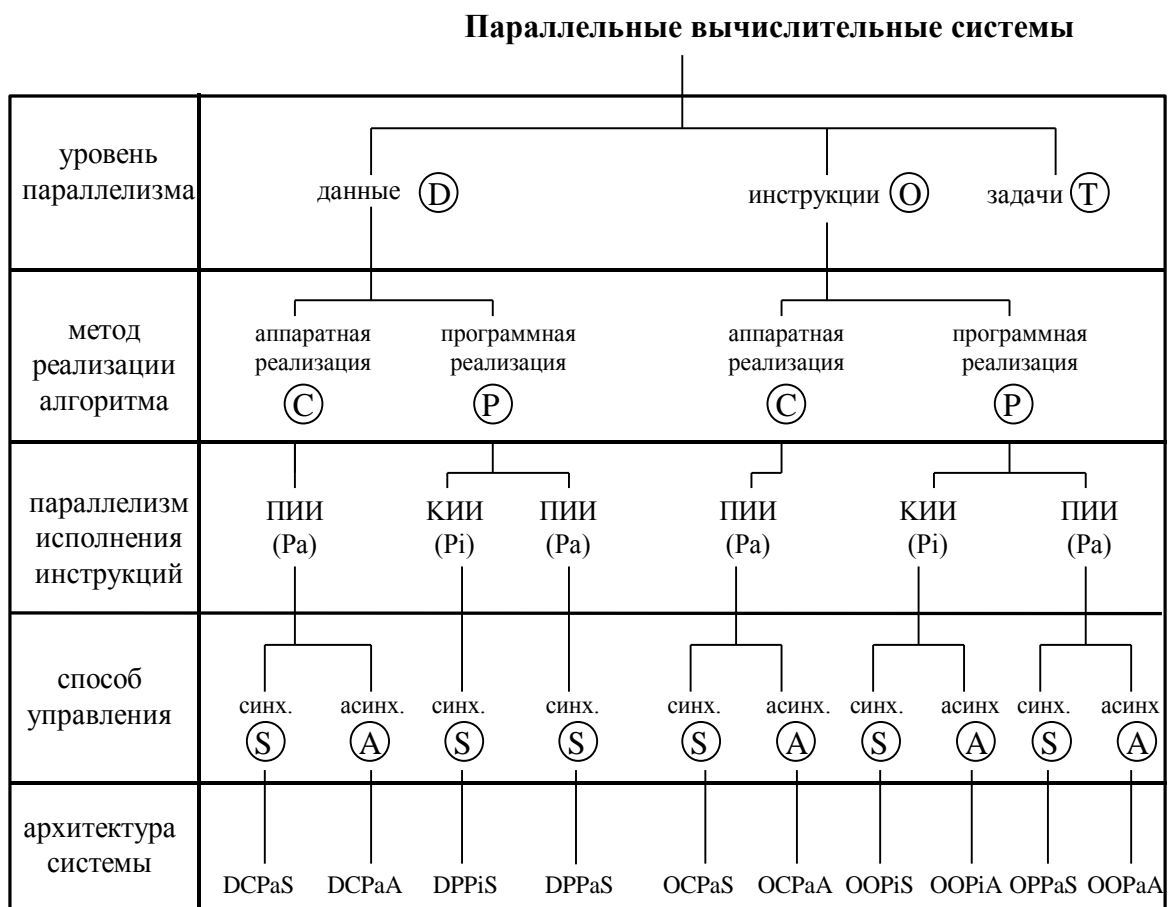 Параллельные вычислительные системы
уровень
параллелизма
данные D
инструкции O
задачи T
метод
реализации
алгоритма
аппаратная
реализация
C
программная
реализация
P
аппаратная
реализация
C
программная
реализация
P
параллелизм
исполнения
инструкций
ПИИ
(Pa)
КИИ
(Pi)
ПИИ
(Pa)
ПИИ
(Pa)
КИИ
(Pi)
ПИИ
(Pa)
способ
управления
синх.
S
асинх.
A
синх.
S
синх.
S
синх.
S
асинх.
A
синх.
S
асинх
A
синх.
S
асинх
A
архитектура
системы
DCPaS
DCPaA
DPPiS
DPPaS
OCPaS
OCPaA
OOPiS
OOPiA
OPPaS
OOPaA